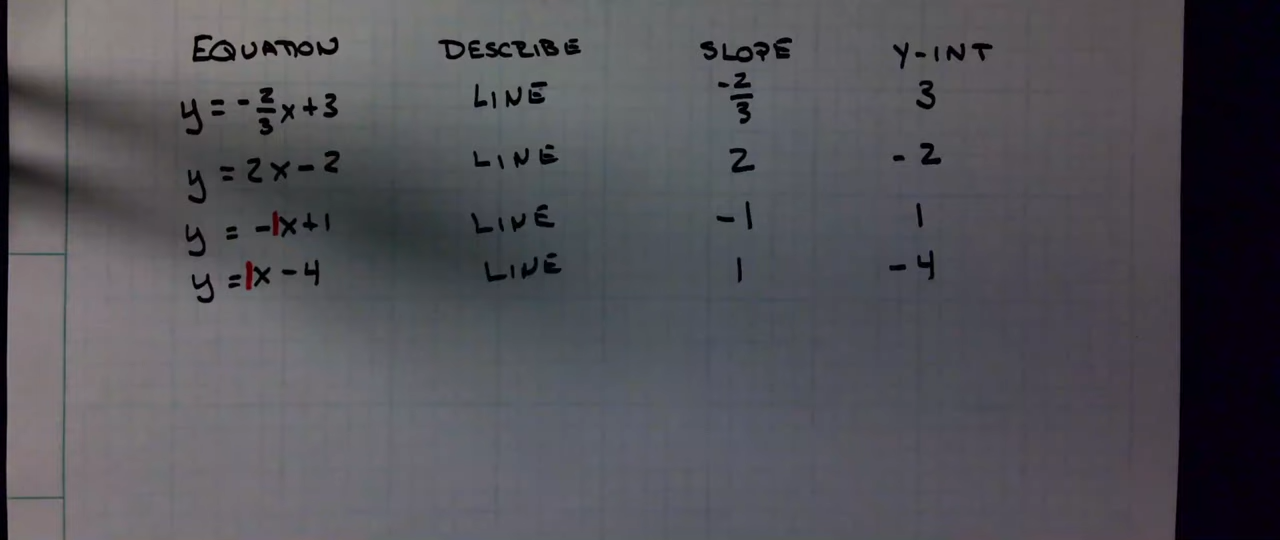 EQUATION DESCRIBE SLOPE Y-INT
y = -2/3x+3 LINE -2/3 3
y = 2x-2 LINE 2 -2
y = -1x+1 LINE -1 1
y = 1x-4 LINE 1 -4